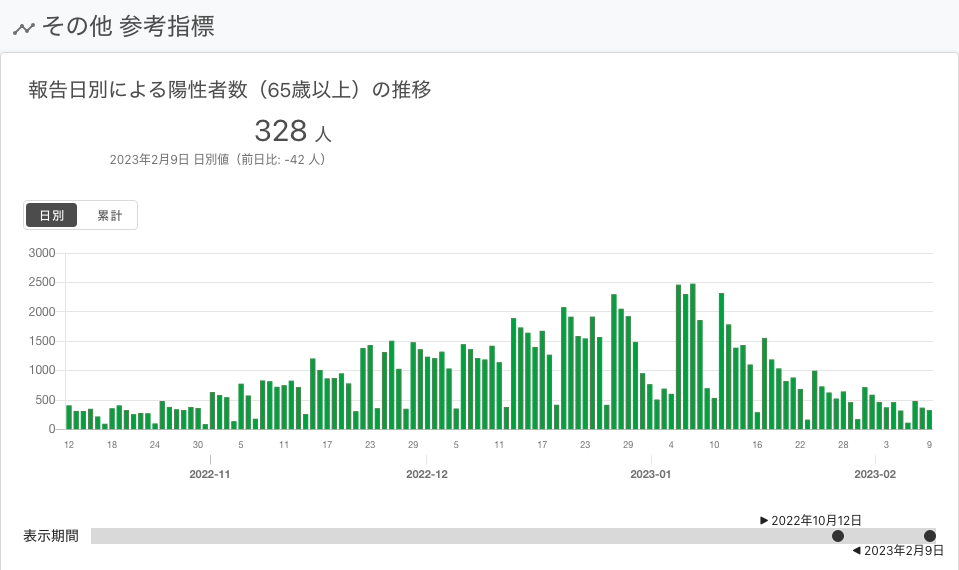 その他 参考指標
報告日別による陽性者数（65歳以上）の推移
328 人
2023年2月9日 日別値（前日比: -42 人）
日別 累計
3000
2500
2000
1500
1000
500
0
12 18 24 30 5 11 17 23 29 5 11 17 23 29 4 10 16 22 28 3 9
2022-11 2022-12 2023-01 2023-02
▶ 2022年10月12日
表示期間
◀ 2023年2月9日